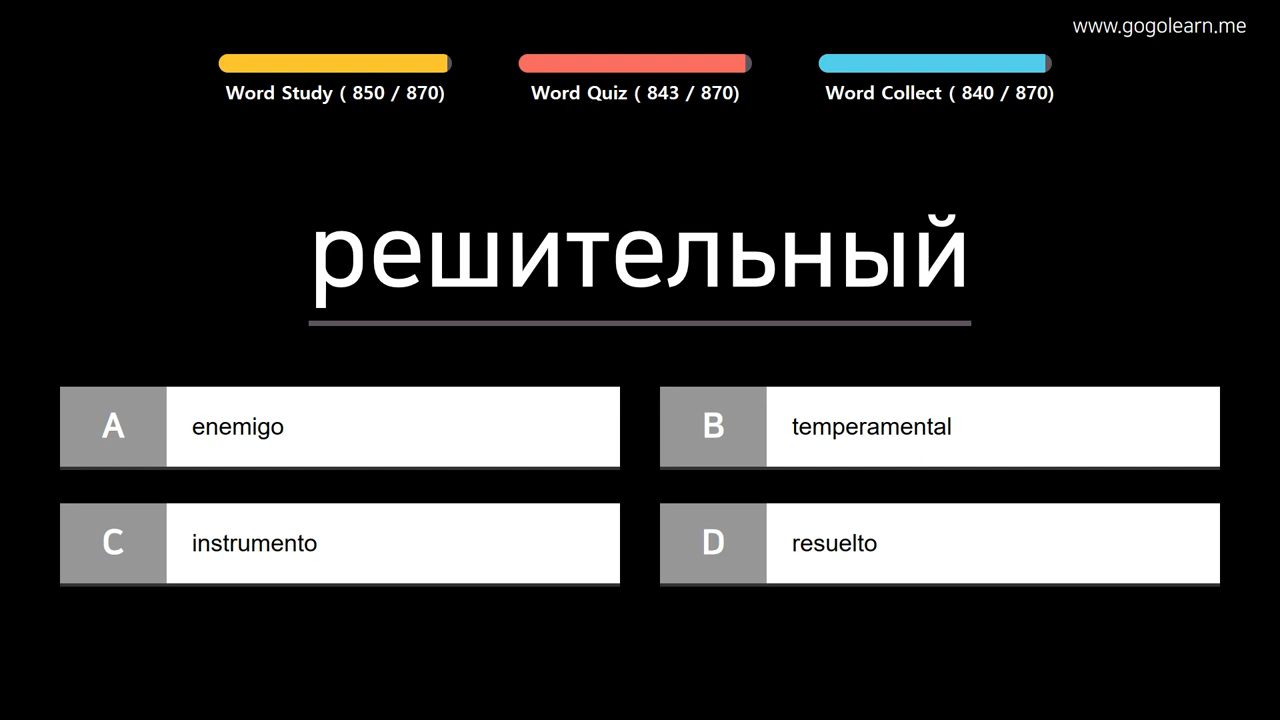 www.gogolearn.me
Word Study ( 850 / 870)
Word Quiz ( 843 / 870)
Word Collect ( 840 / 870)
решительный
A enemigo
B temperamental
C instrumento
D resuelto